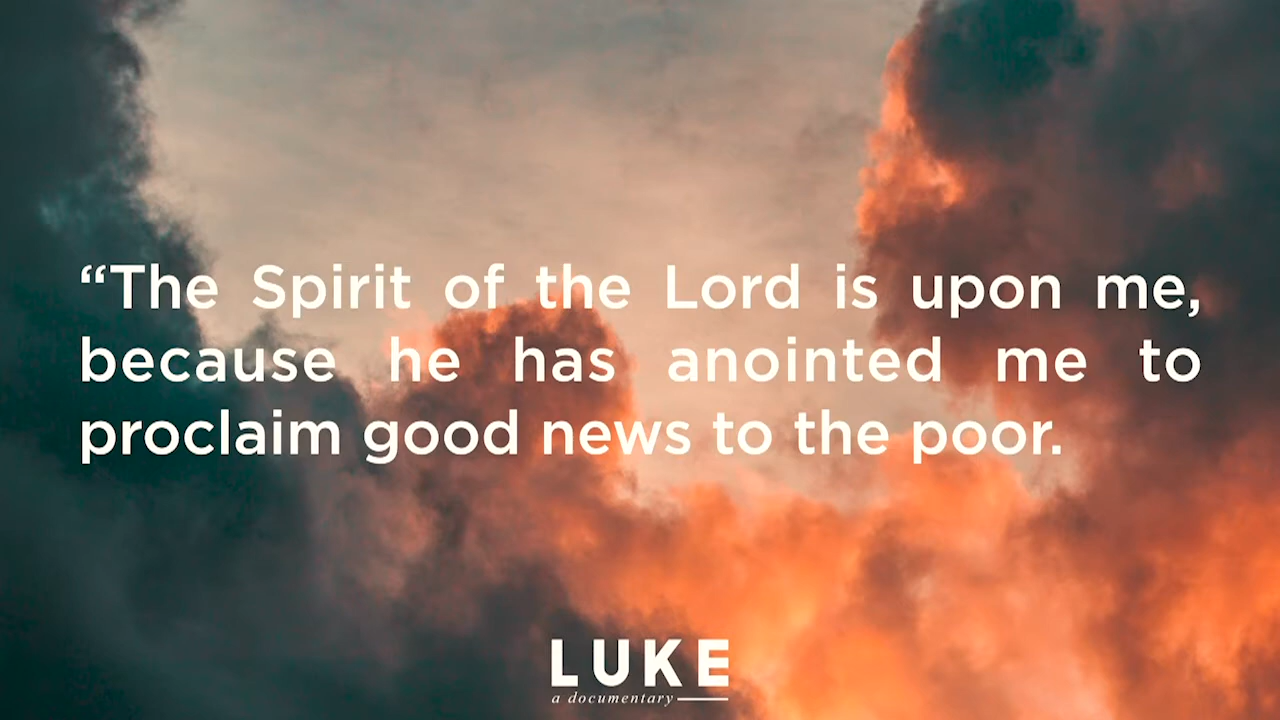 “The Spirit of the Lord is upon me,
because he has anointed me to
proclaim good news to the poor.
LUKE
a documentary